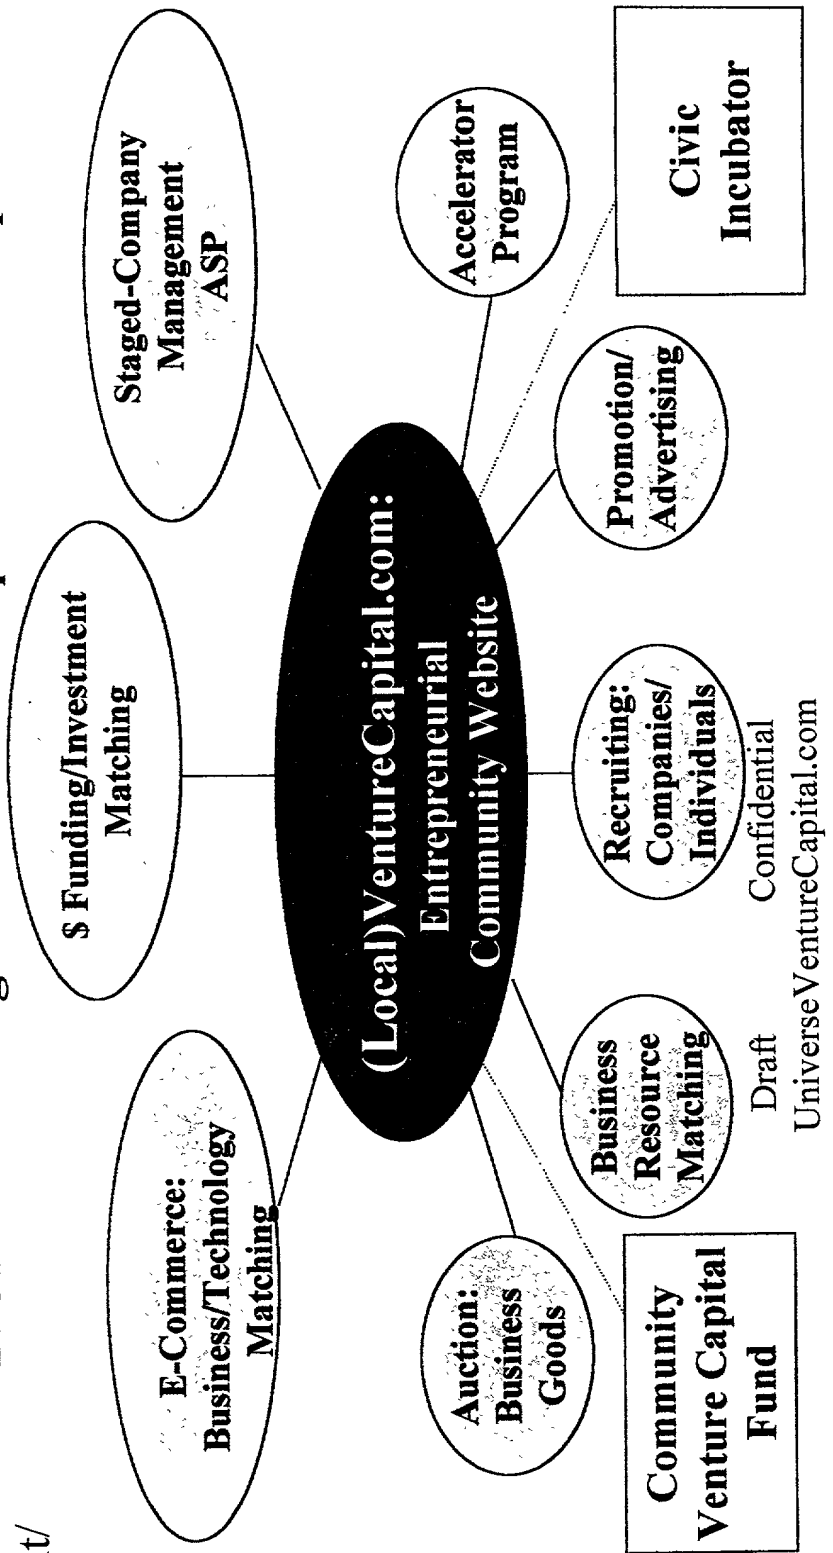 t/
E-Commerce:
Business/Technology
Matching
$ Funding/Investment
Matching
Staged-Company
Management
ASP
(Local)VentureCapital.com:
Entrepreneurial
Community Website
Auction:
Business
Goods
Business
Resource
Matching
Recruiting:
Companies/
Individuals
Promotion/
Advertising
Accelerator
Program
Community
Venture Capital
Fund
Civic
Incubator
Draft
Confidential
UniverseVentureCapital.com